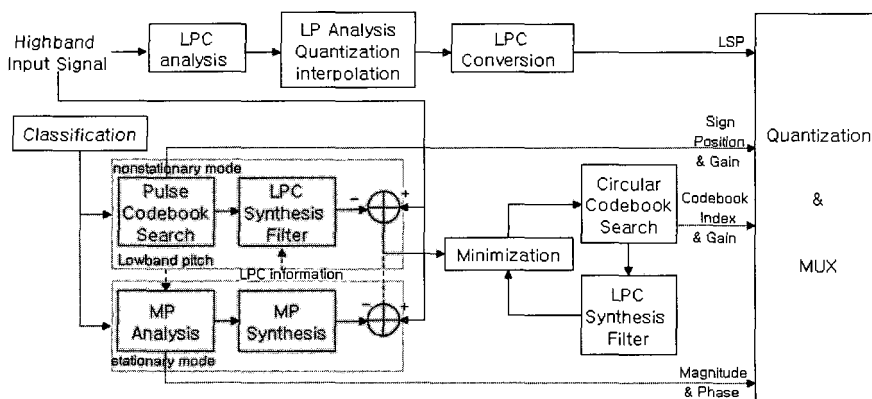 Highband
Input Signal
LPC
analysis
LP Analysis
Quantization
interpolation
LPC
Conversion
LSP
Classification
nonstationary mode
Pulse
Codebook
Search
LPC
Synthesis
Filter
− +
Lowband pitch
LPC information
MP
Analysis
MP
Synthesis
− +
stationary mode
Minimization
Circular
Codebook
Search
LPC
Synthesis
Filter
Sign
Position
& Gain
Codebook
Index
& Gain
Magnitude
& Phase
Quantization
&
MUX